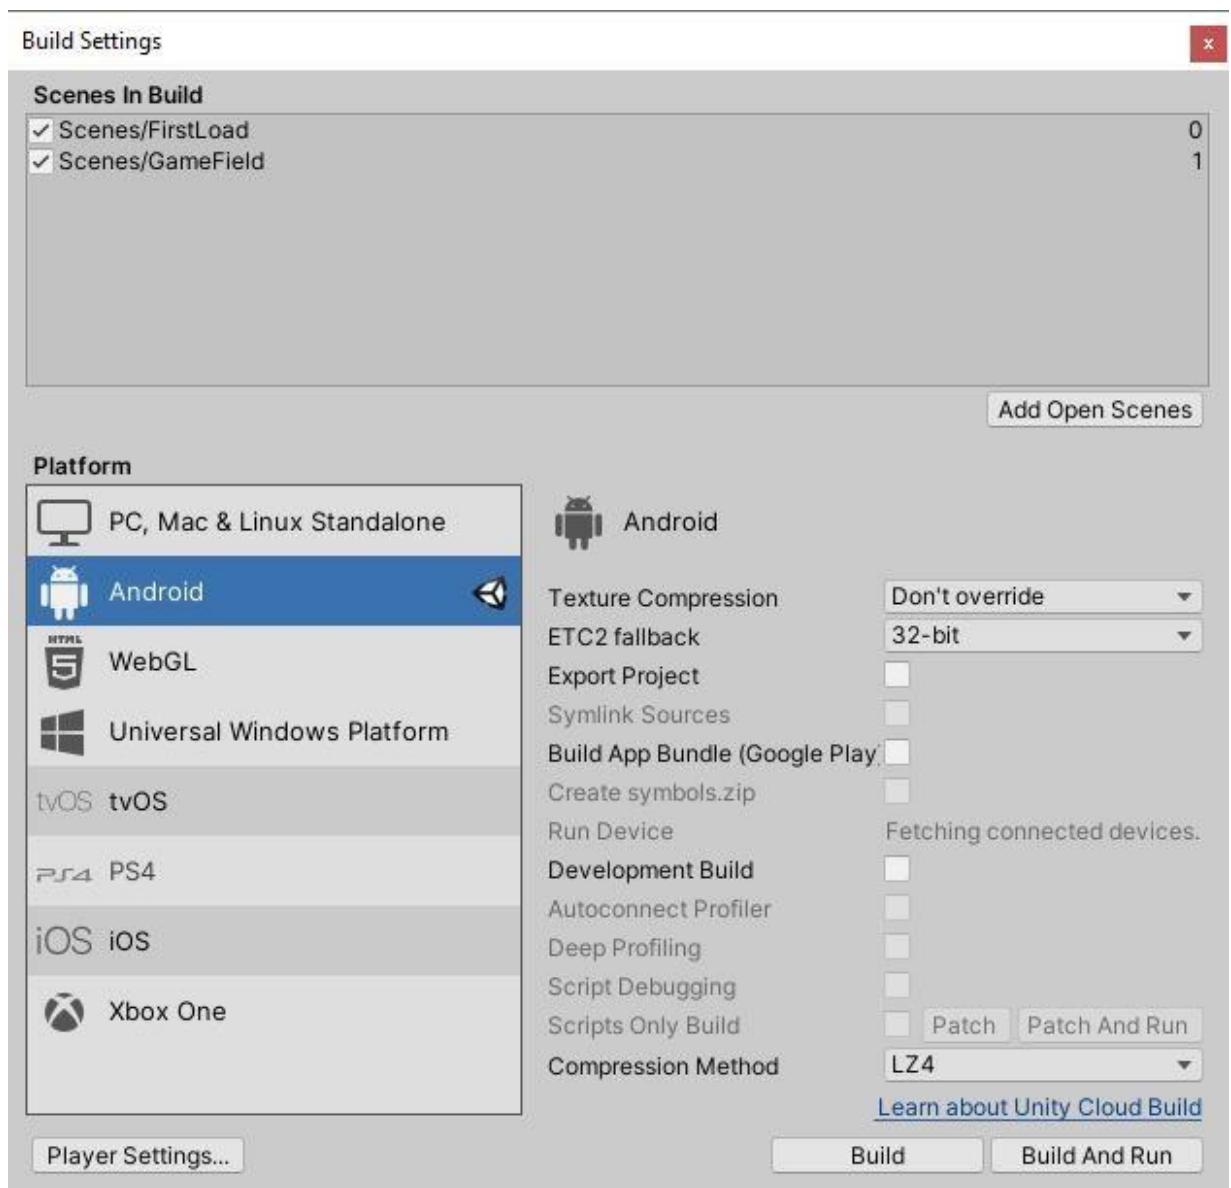 Build Settings
x
Scenes In Build
Scenes/FirstLoad 0
Scenes/GameField 1
Add Open Scenes
Platform
PC, Mac & Linux Standalone
Android
HTML 5 WebGL
Universal Windows Platform
tvOS tvOS
PS4 PS4
iOS iOS
Xbox One
Android
Texture Compression Don't override
ETC2 fallback 32-bit
Export Project
Symlink Sources
Build App Bundle (Google Play)
Create symbols.zip
Run Device Fetching connected devices.
Development Build
Autoconnect Profiler
Deep Profiling
Script Debugging
Scripts Only Build Patch Patch And Run
Compression Method LZ4
Learn about Unity Cloud Build
Player Settings... Build Build And Run